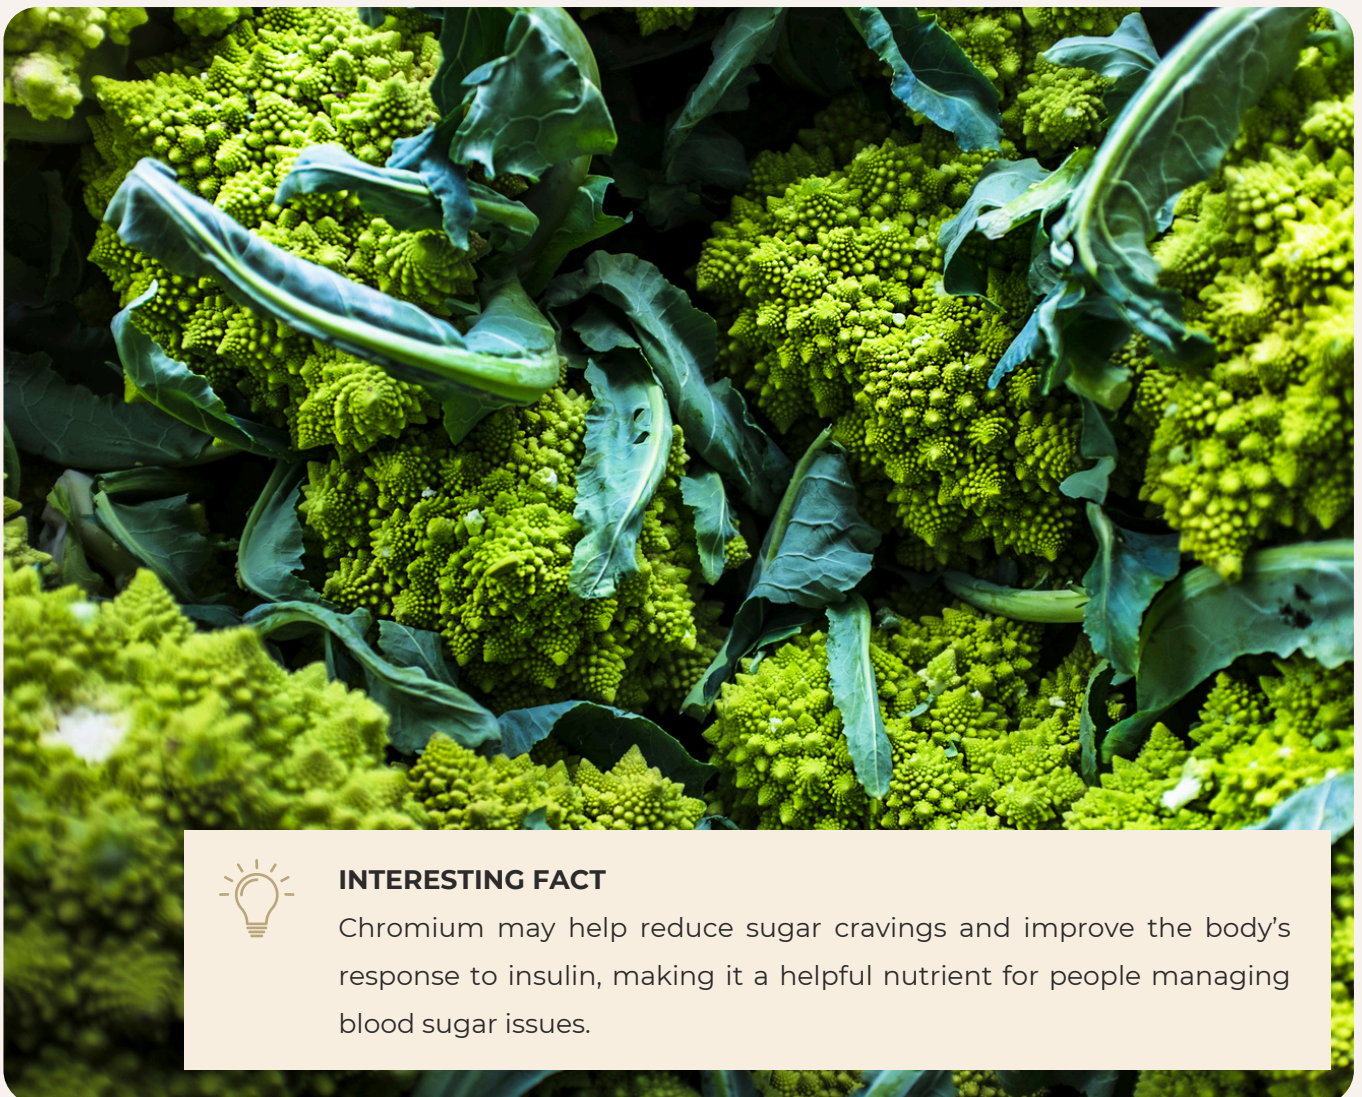 INTERESTING FACT
Chromium may help reduce sugar cravings and improve the body’s
response to insulin, making it a helpful nutrient for people managing
blood sugar issues.